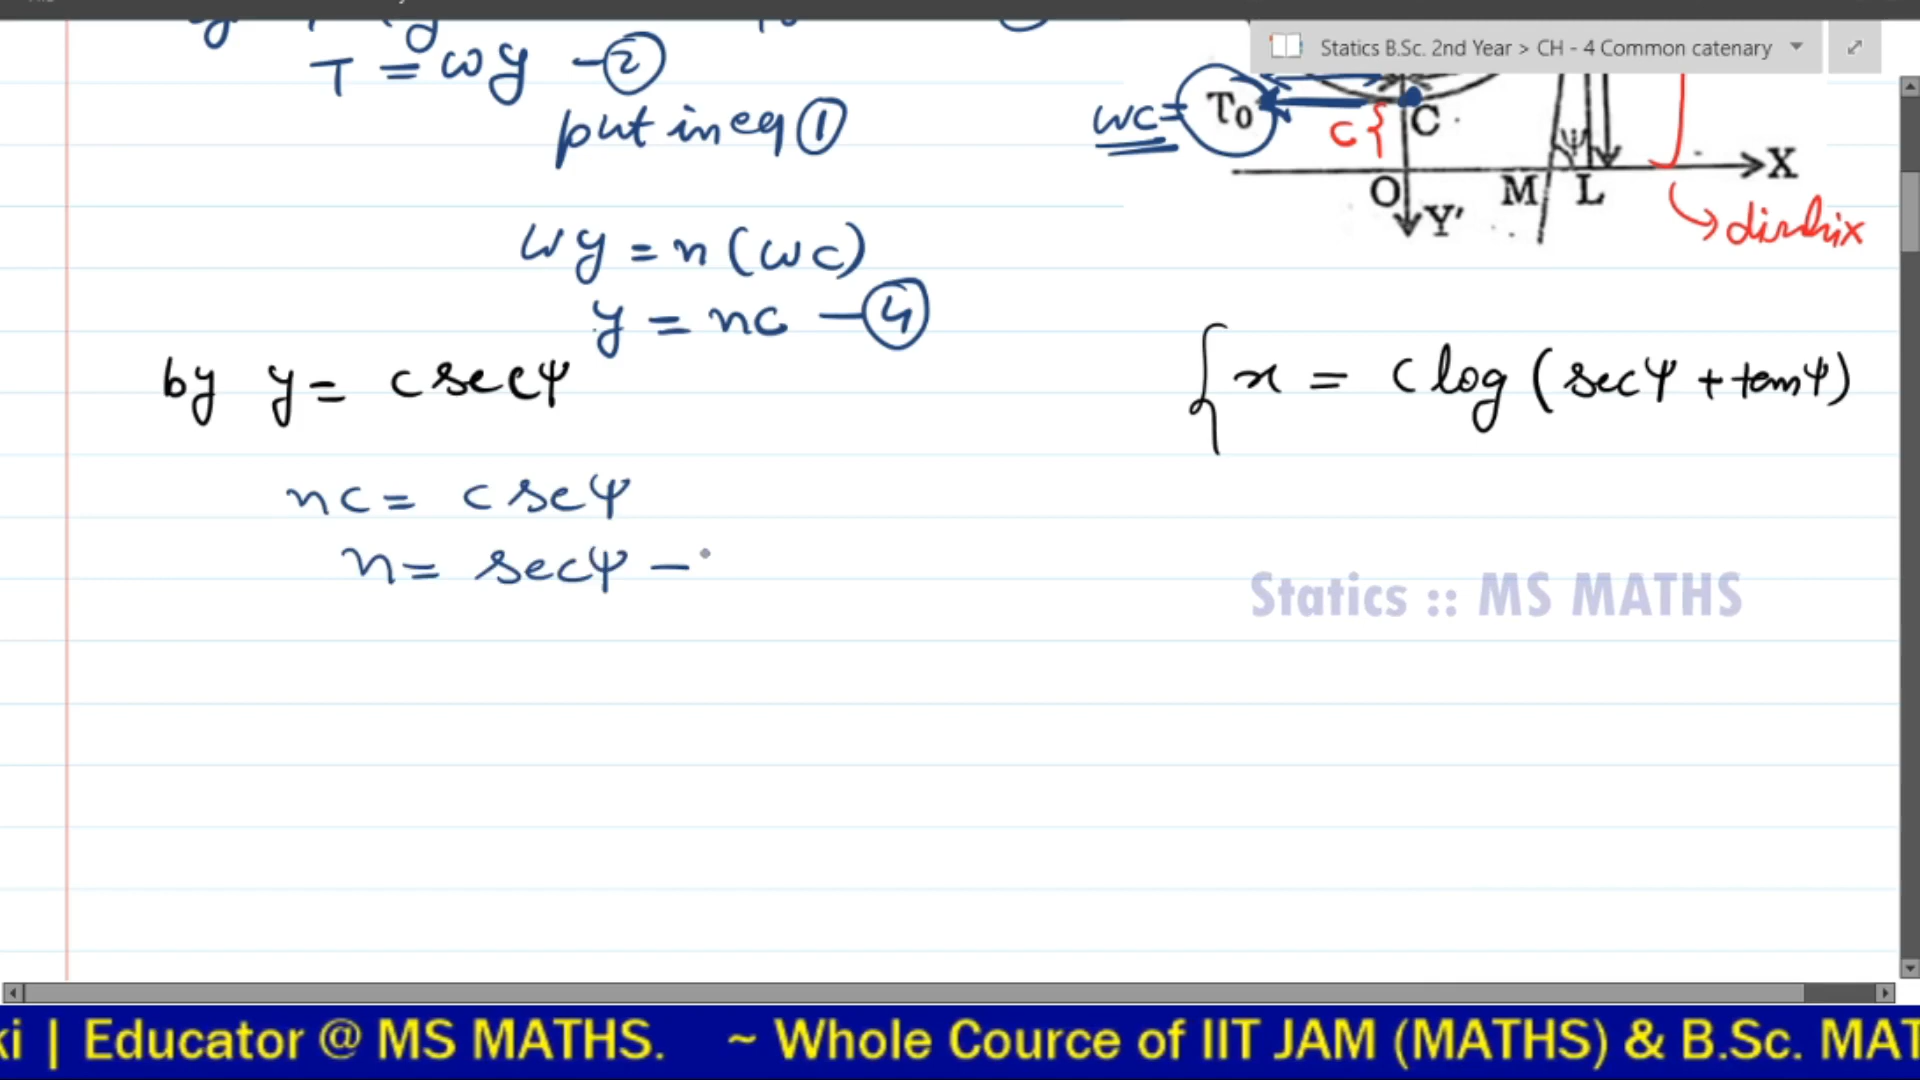 T = wy - ②
put in eq ①
wy = n (wc)
y = nc - ④
by y = c secψ
nc = c secψ
n = secψ -
Statics B.Sc. 2nd Year > CH - 4 Common catenary
wc = T₀
c {
C
ψ
O
M
L
X
Y'
x = c log (secψ + tanψ)
Statics :: MS MATHS
ki | Educator @ MS MATHS. ~ Whole Cource of IIT JAM (MATHS) & B.Sc. MAT